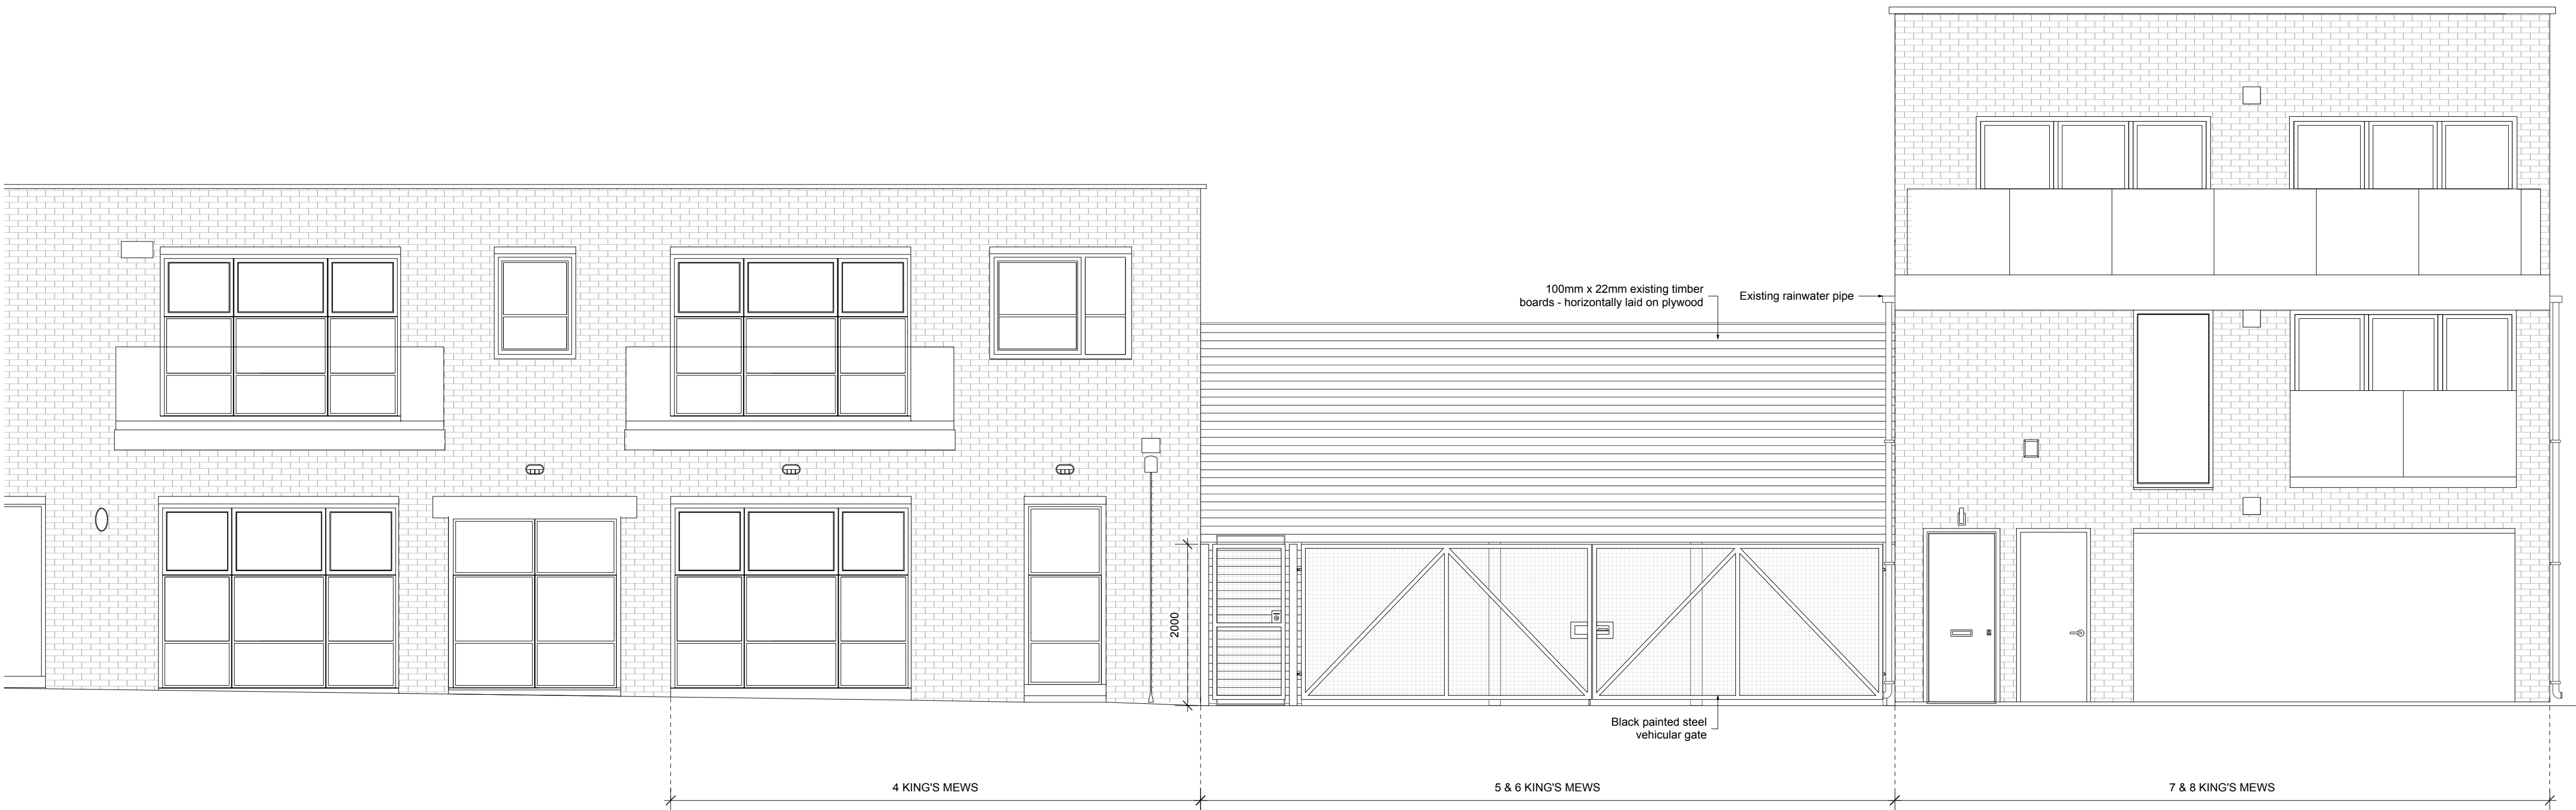 100mm x 22mm existing timber
boards - horizontally laid on plywood
Existing rainwater pipe
2000
Black painted steel
vehicular gate
4 KING'S MEWS
5 & 6 KING'S MEWS
7 & 8 KING'S MEWS